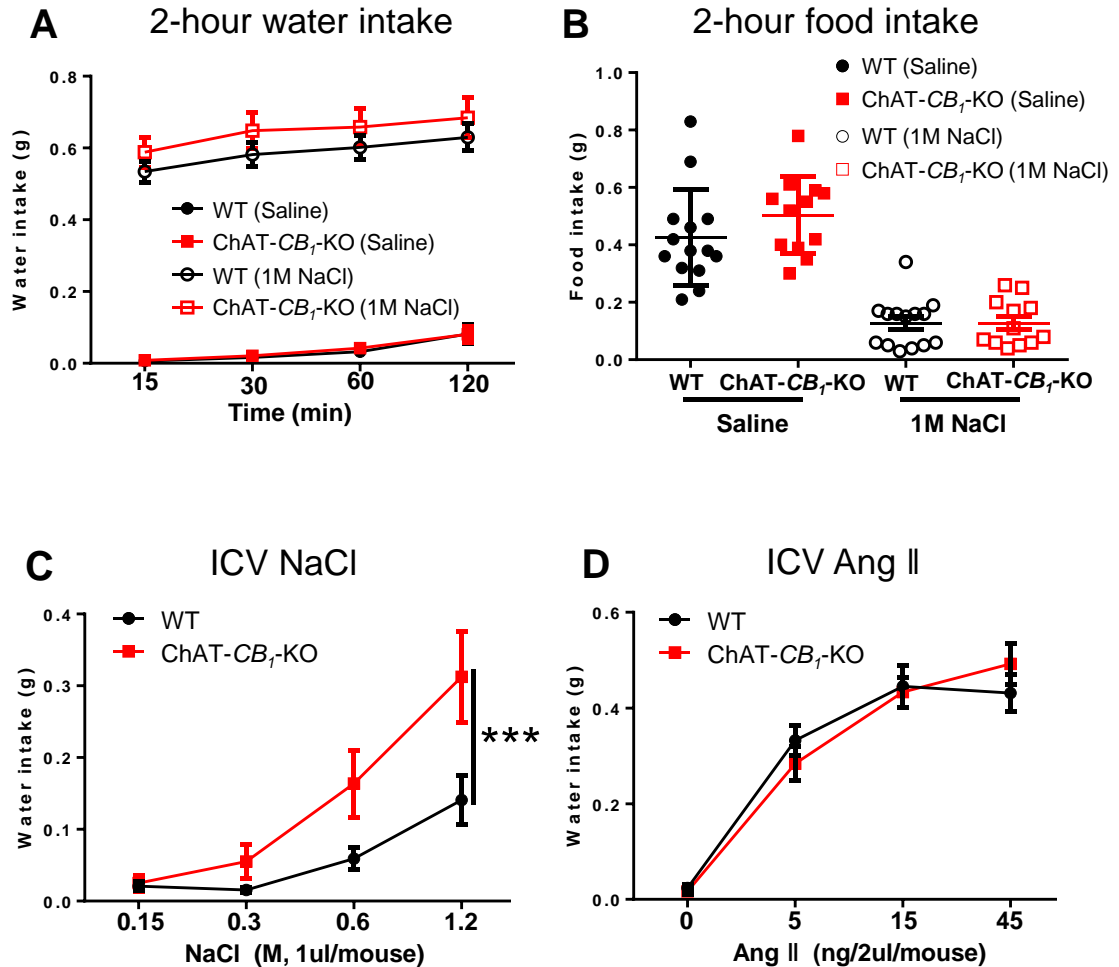 A 2-hour water intake
Water intake (g)
0.8
0.6
0.4
0.2
0.0
WT (Saline)
ChAT-CB1-KO (Saline)
WT (1M NaCl)
ChAT-CB1-KO (1M NaCl)
15 30 60 120
Time (min)
B 2-hour food intake
Food intake (g)
1.0
0.8
0.6
0.4
0.2
0.0
WT (Saline)
ChAT-CB1-KO (Saline)
WT (1M NaCl)
ChAT-CB1-KO (1M NaCl)
WT ChAT-CB1-KO WT ChAT-CB1-KO
Saline 1M NaCl
C ICV NaCl
Water intake (g)
0.4
0.3
0.2
0.1
0.0
WT
ChAT-CB1-KO
***
0.15 0.3 0.6 1.2
NaCl (M, 1ul/mouse)
D ICV Ang Ⅱ
Water intake (g)
0.6
0.4
0.2
0.0
WT
ChAT-CB1-KO
0 5 15 45
Ang Ⅱ (ng/2ul/mouse)